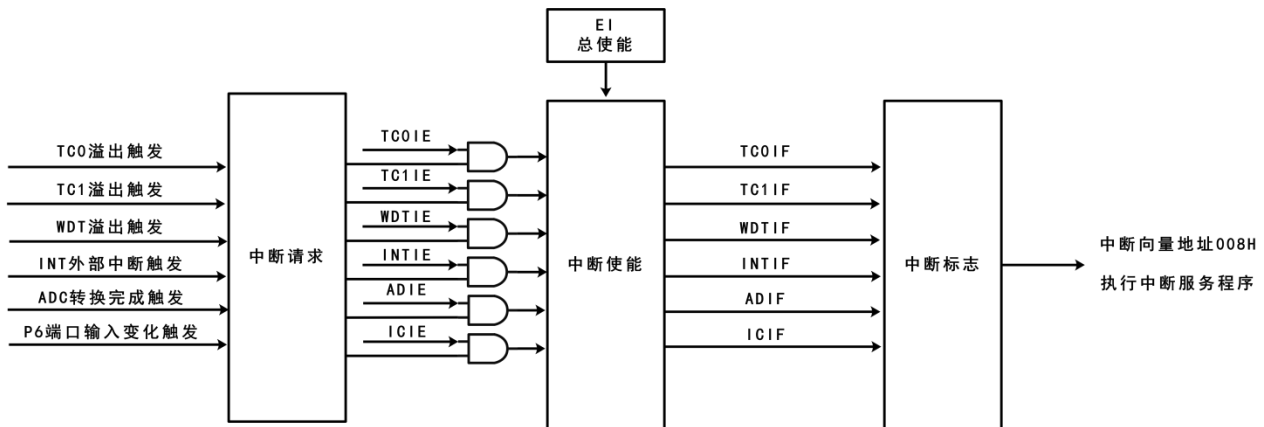 EI
总使能
TC0溢出触发
TC1溢出触发
WDT溢出触发
INT外部中断触发
ADC转换完成触发
P6端口输入变化触发
中断请求
TC0IE
TC1IE
WDTIE
INTIE
ADIE
ICIE
中断使能
TC0IF
TC1IF
WDTIF
INTIF
ADIF
ICIF
中断标志
中断向量地址008H
执行中断服务程序